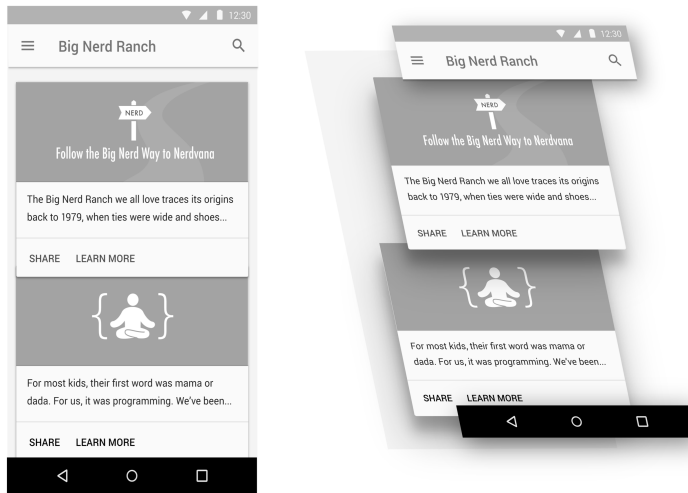 12:30
Big Nerd Ranch
NERD
Follow the Big Nerd Way to Nerdvana
The Big Nerd Ranch we all love traces its origins
back to 1979, when ties were wide and shoes...
SHARE LEARN MORE
{ }
For most kids, their first word was mama or
dada. For us, it was programming. We've been...
SHARE LEARN MORE
12:30
Big Nerd Ranch
NERD
Follow the Big Nerd Way to Nerdvana
The Big Nerd Ranch we all love traces its origins
back to 1979, when ties were wide and shoes...
SHARE LEARN MORE
{ }
For most kids, their first word was mama or
dada. For us, it was programming. We've been...
SHARE LEARN MORE